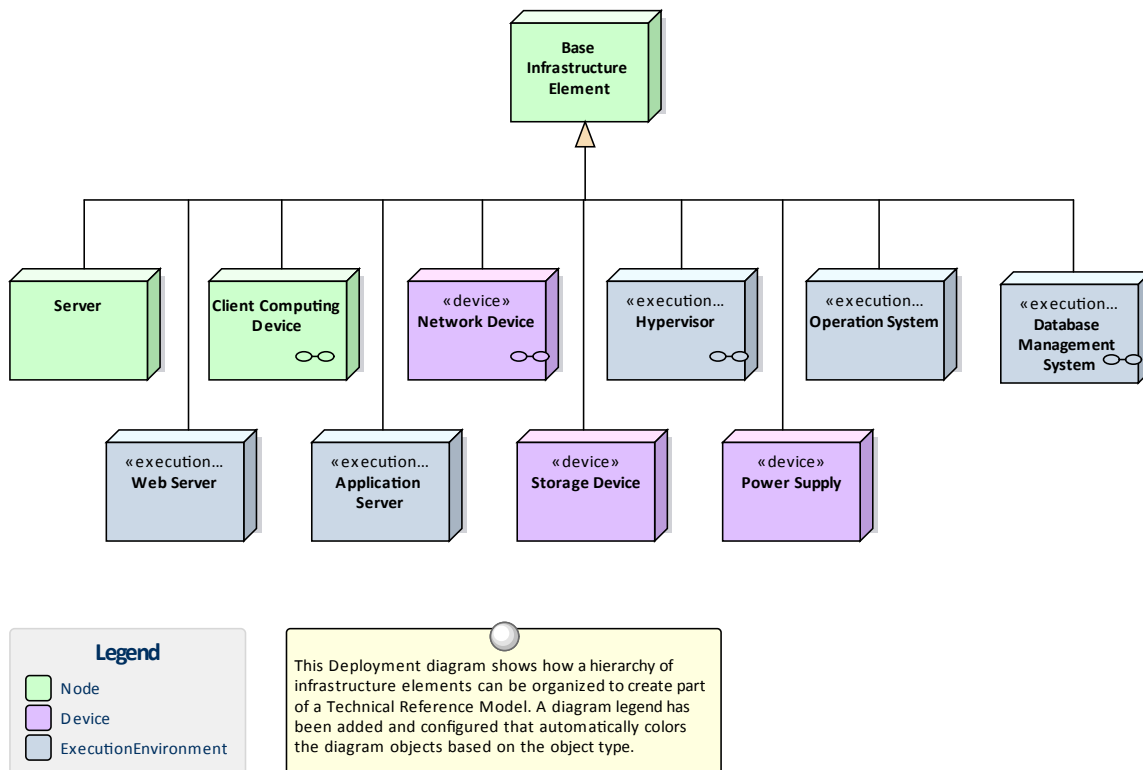 Base
Infrastructure
Element
Server
Client Computing
Device
«device»
Network Device
«execution...
Hypervisor
«execution...
Operation System
«execution...
Database
Management
System
«execution...
Web Server
«execution...
Application
Server
«device»
Storage Device
«device»
Power Supply
Legend
Node
Device
ExecutionEnvironment
This Deployment diagram shows how a hierarchy of
infrastructure elements can be organized to create part
of a Technical Reference Model. A diagram legend has
been added and configured that automatically colors
the diagram objects based on the object type.